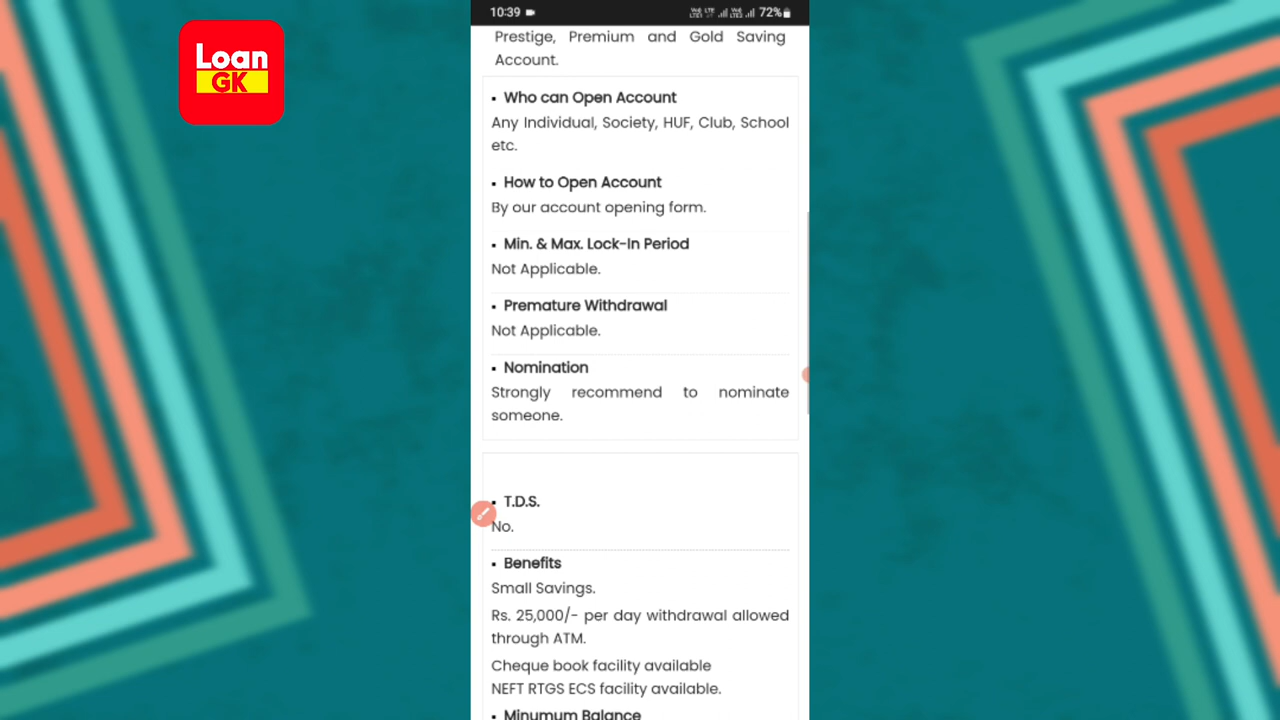 Loan
GK
10:39
72%
Prestige, Premium and Gold Saving
Account.
▪ Who can Open Account
Any Individual, Society, HUF, Club, School
etc.
▪ How to Open Account
By our account opening form.
▪ Min. & Max. Lock-In Period
Not Applicable.
▪ Premature Withdrawal
Not Applicable.
▪ Nomination
Strongly recommend to nominate
someone.
▪ T.D.S.
No.
▪ Benefits
Small Savings.
Rs. 25,000/- per day withdrawal allowed
through ATM.
Cheque book facility available
NEFT RTGS ECS facility available.
▪ Minumum Balance